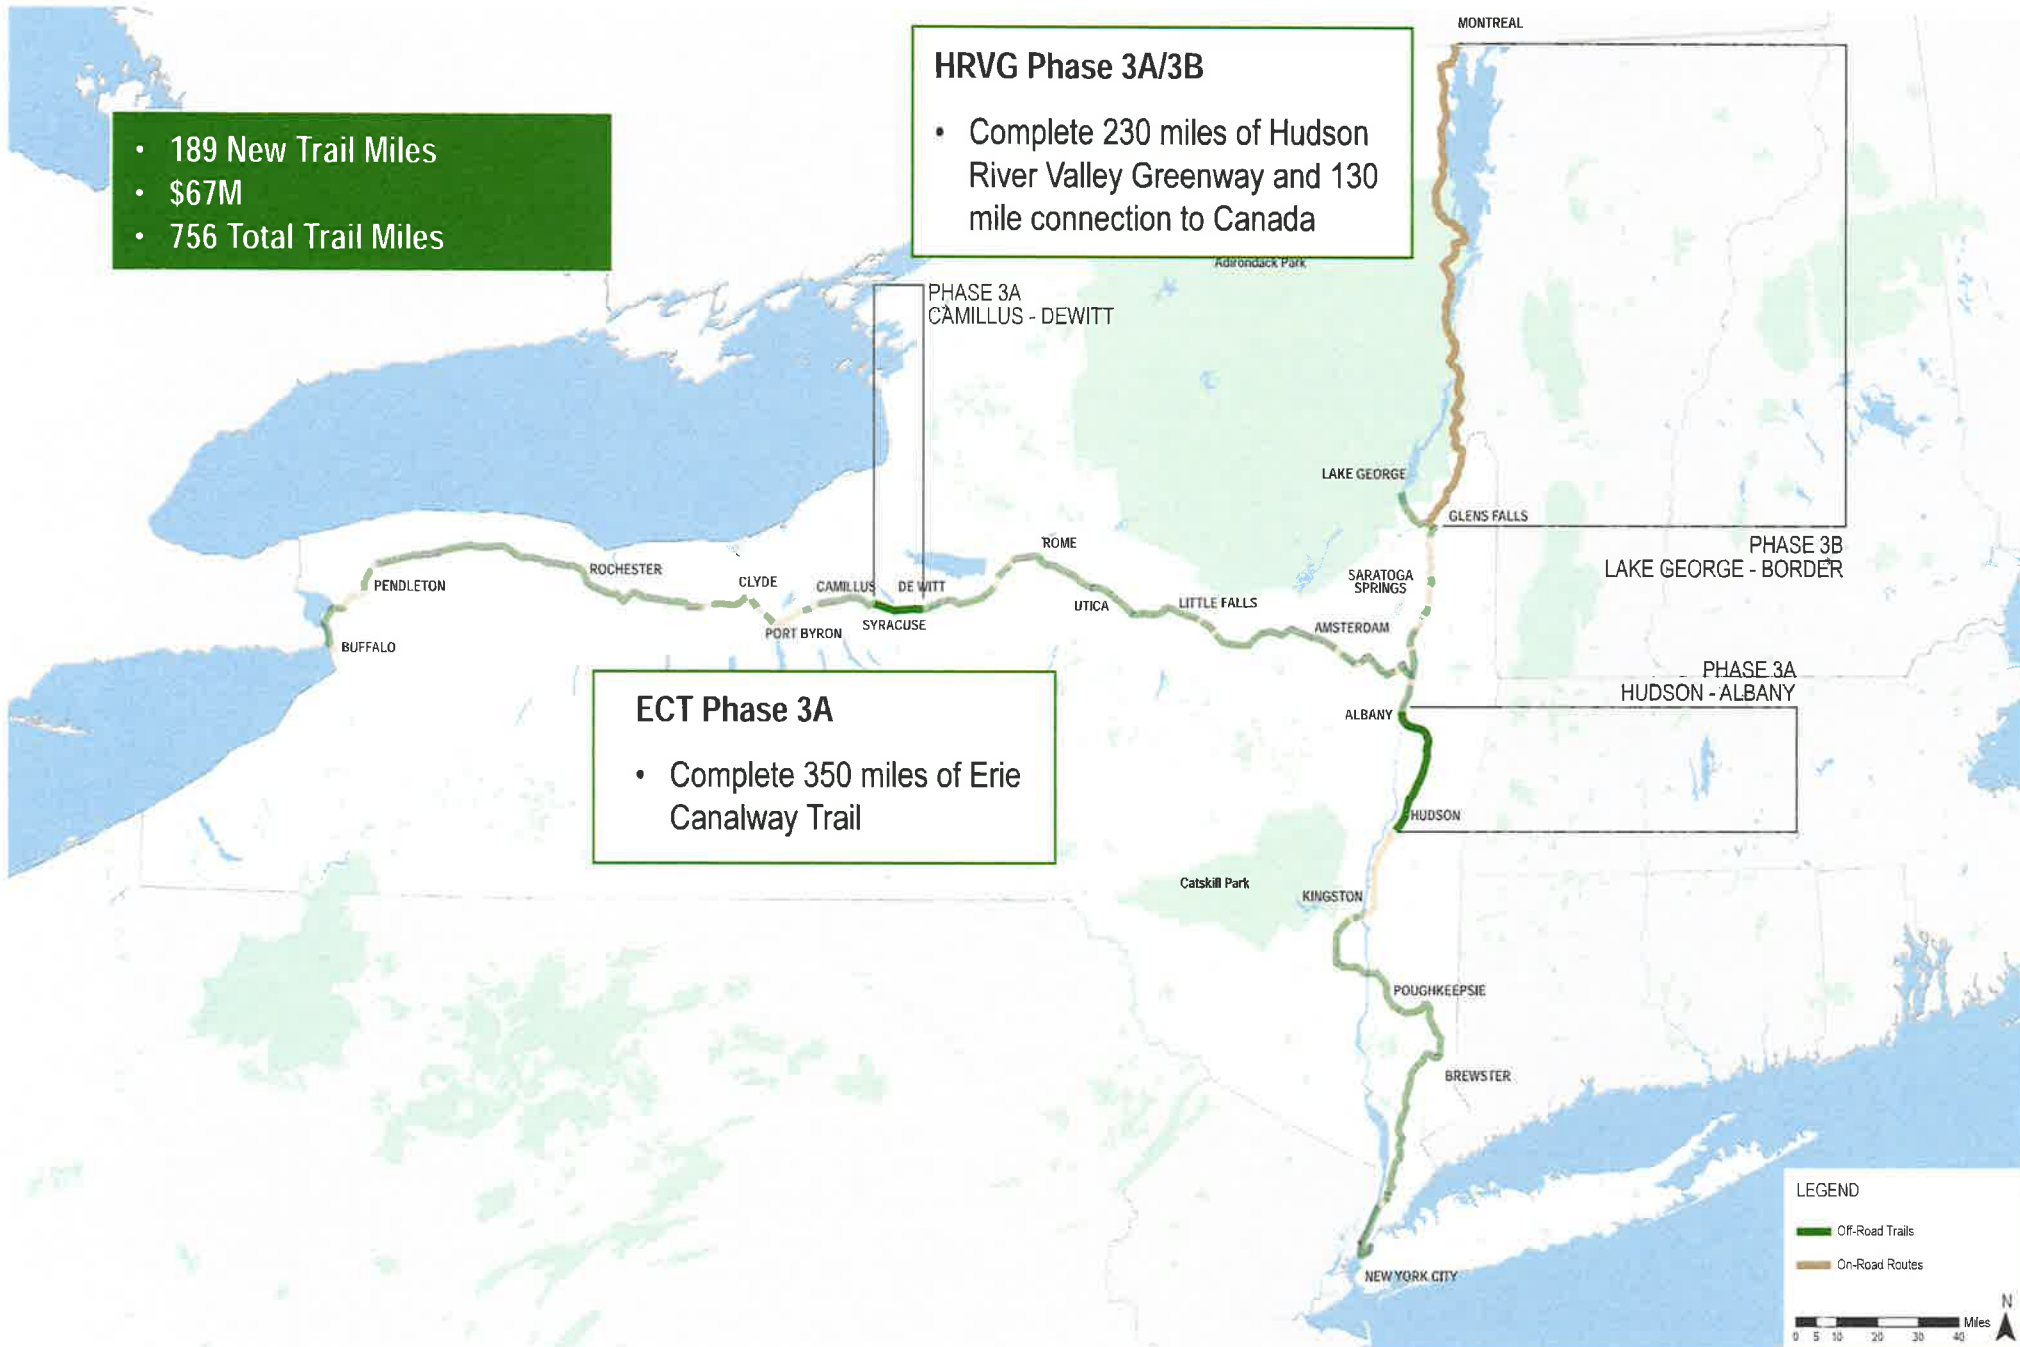 MONTREAL
HRVG Phase 3A/3B
• Complete 230 miles of Hudson
River Valley Greenway and 130
mile connection to Canada
• 189 New Trail Miles
• $67M
• 756 Total Trail Miles
Adirondack Park
PHASE 3A
CAMILLUS - DEWITT
LAKE GEORGE
GLENS FALLS
PHASE 3B
LAKE GEORGE - BORDER
ROME
ROCHESTER
PENDLETON
CLYDE
CAMILLUS
DE WITT
SARATOGA
SPRINGS
UTICA
LITTLE FALLS
PORT BYRON
SYRACUSE
AMSTERDAM
BUFFALO
PHASE 3A
HUDSON - ALBANY
ECT Phase 3A
• Complete 350 miles of Erie
Canalway Trail
ALBANY
HUDSON
Catskill Park
KINGSTON
POUGHKEEPSIE
BREWSTER
NEW YORK CITY
LEGEND
Off-Road Trails
On-Road Routes
N
Miles
0 5 10 20 30 40